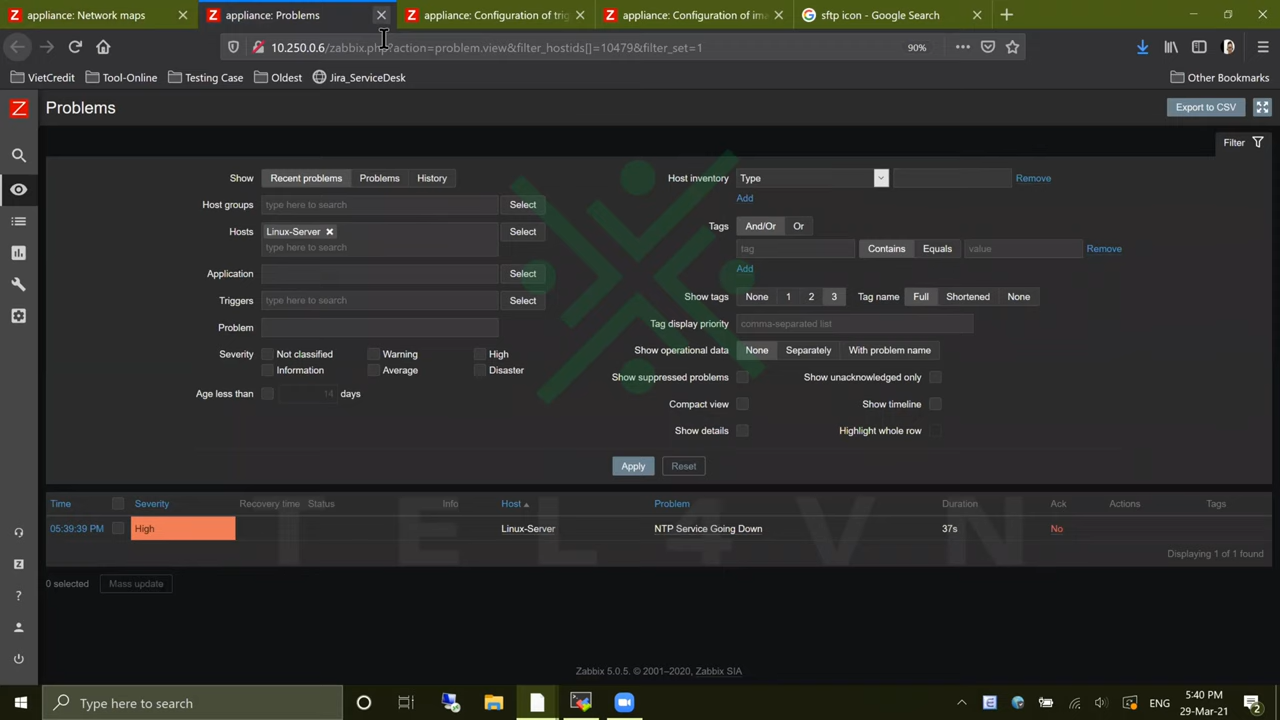 appliance: Network maps
appliance: Problems
appliance: Configuration of trig
appliance: Configuration of ima
sftp icon - Google Search
10.250.0.6/zabbix.php?action=problem.view&filter_hostids[]=10479&filter_set=1
90%
VietCredit
Tool-Online
Testing Case
Oldest
Jira_ServiceDesk
Other Bookmarks
Z
Problems
Export to CSV
Filter
Show
Recent problems
Problems
History
Host inventory
Type
Remove
Add
Host groups
type here to search
Select
Hosts
Linux-Server
type here to search
Select
Tags
And/Or
Or
tag
Contains
Equals
value
Remove
Add
Application
Select
Triggers
type here to search
Select
Show tags
None
1
2
3
Tag name
Full
Shortened
None
Problem
Tag display priority
comma-separated list
Severity
Not classified
Warning
High
Information
Average
Disaster
Show operational data
None
Separately
With problem name
Age less than
14
days
Show suppressed problems
Show unacknowledged only
Compact view
Show timeline
Show details
Highlight whole row
Apply
Reset
Time
Severity
Recovery time
Status
Info
Host
Problem
Duration
Ack
Actions
Tags
05:39:39 PM
High
Linux-Server
NTP Service Going Down
37s
No
TEL4VN
Displaying 1 of 1 found
0 selected
Mass update
Zabbix 5.0.5. © 2001–2020, Zabbix SIA
Type here to search
ENG
5:40 PM
29-Mar-21
2